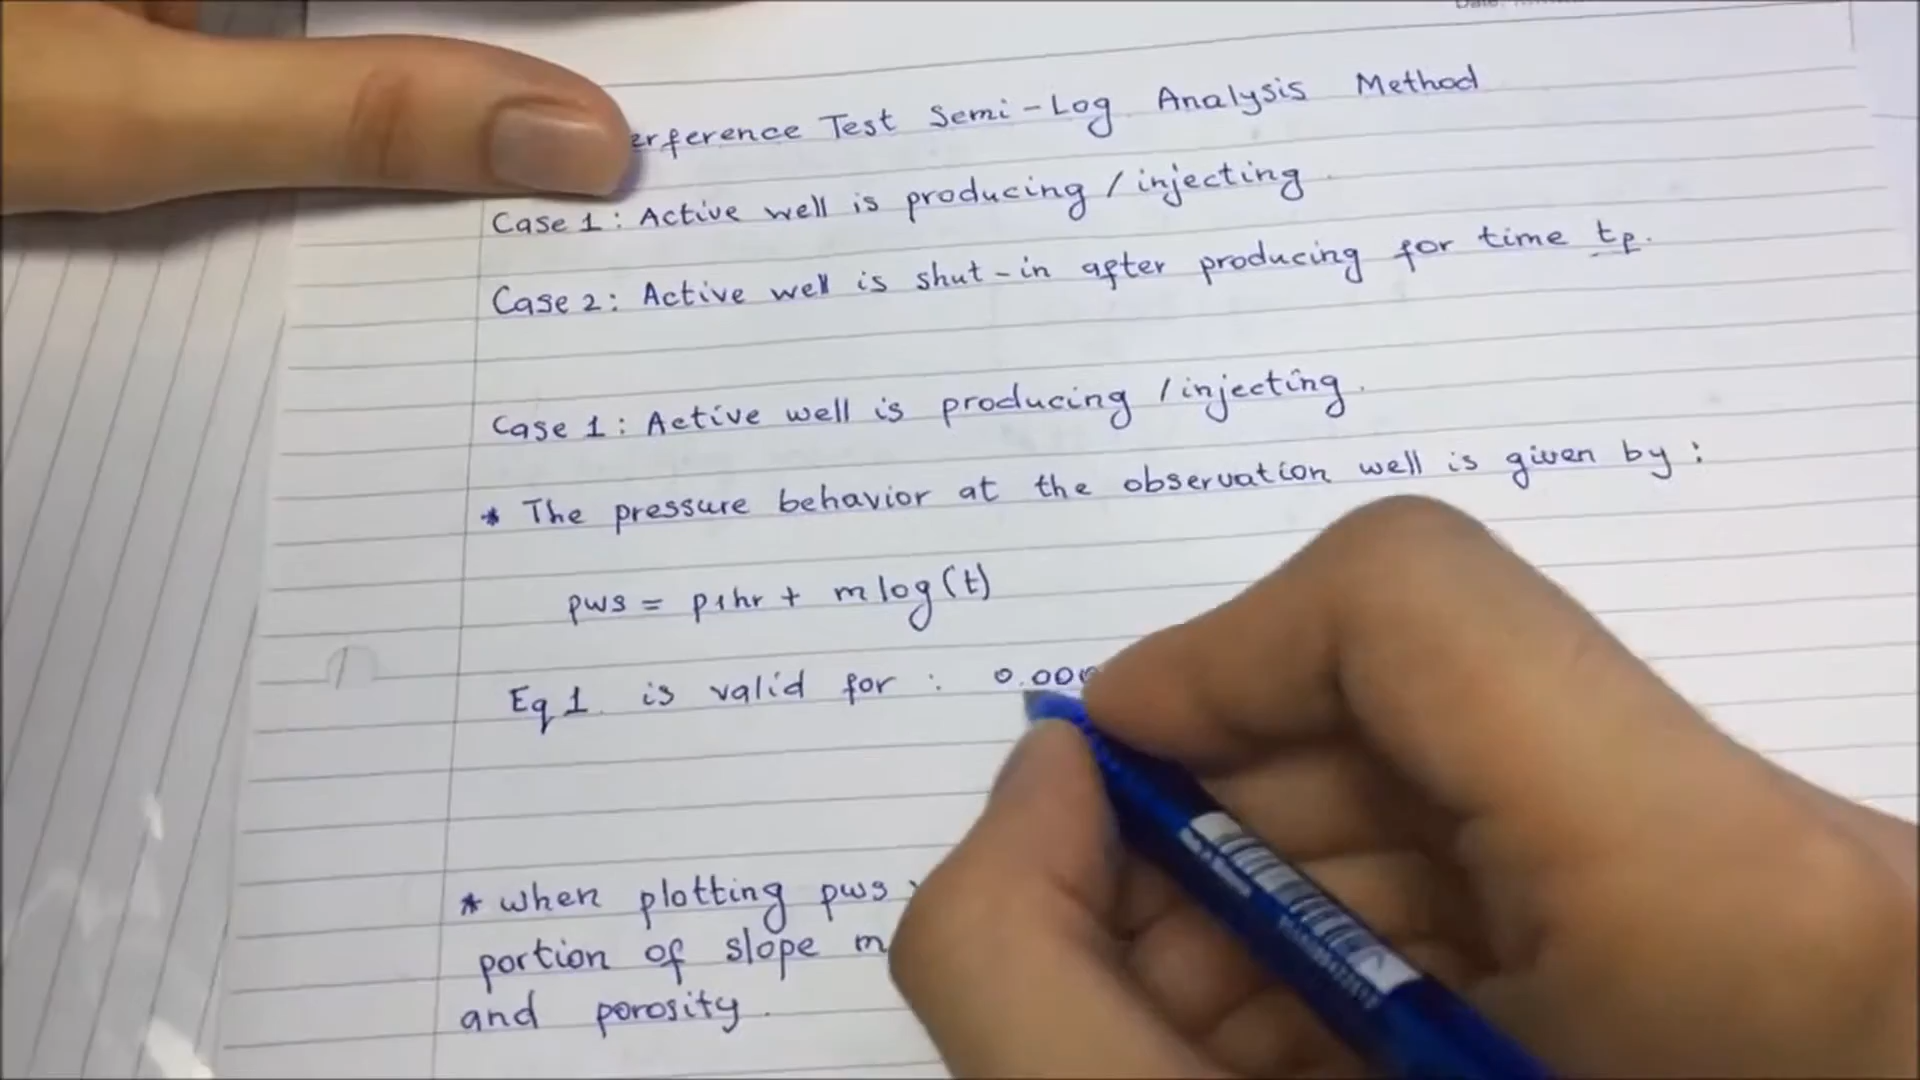 erference Test Semi-Log Analysis Method
Case 1: Active well is producing / injecting
Case 2: Active well is shut-in after producing for time tp.
Case 1: Active well is producing / injecting.
* The pressure behavior at the observation well is given by:
pws = p1hr + m log(t)
Eq 1. is valid for : 0.000
* when plotting pws
portion of slope m
and porosity.